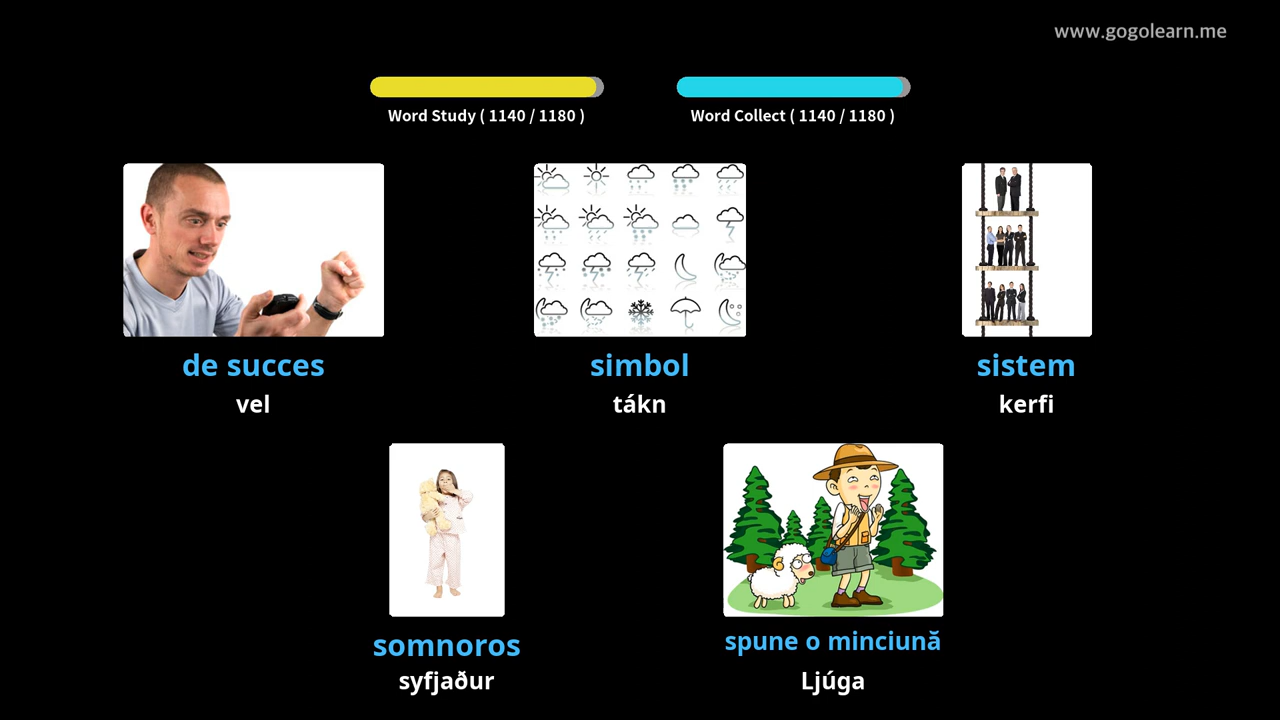 www.gogolearn.me
Word Study ( 1140 / 1180 )
Word Collect ( 1140 / 1180 )
de succes
vel
simbol
tákn
sistem
kerfi
somnoros
syfjaður
spune o minciună
Ljúga